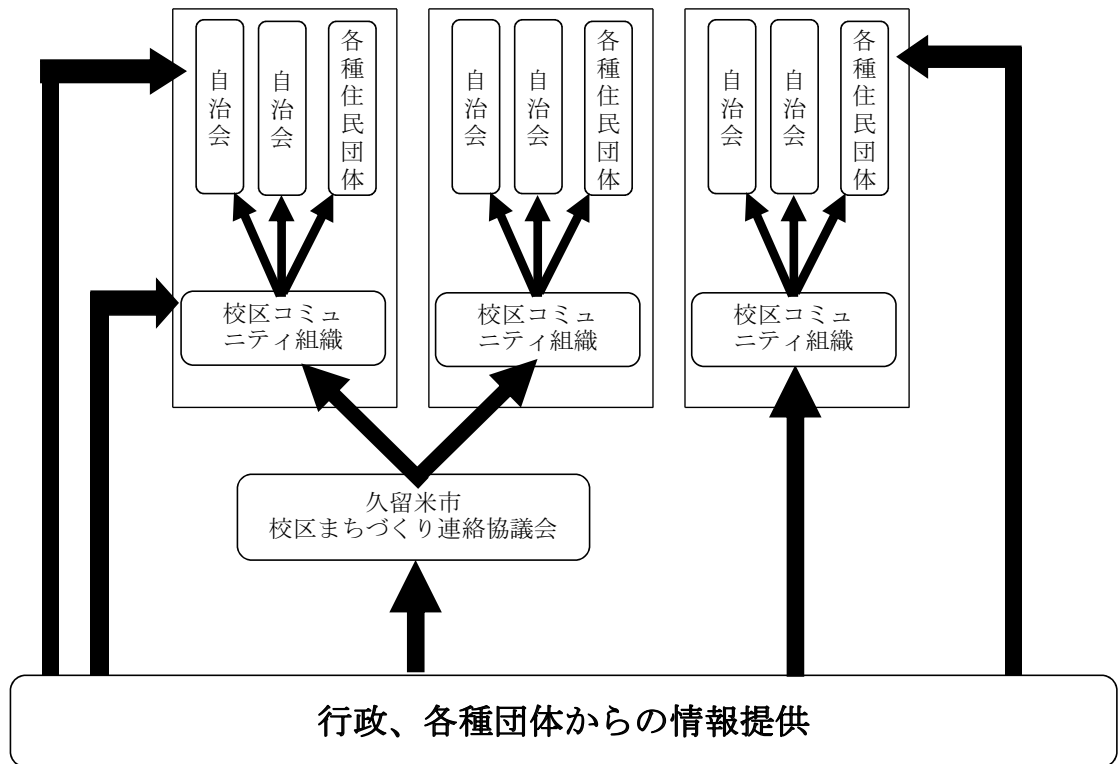 自治会
自治会
各種住民団体
自治会
自治会
各種住民団体
自治会
自治会
各種住民団体
校区コミュ
ニティ組織
校区コミュ
ニティ組織
校区コミュ
ニティ組織
久留米市
校区まちづくり連絡協議会
行政、各種団体からの情報提供